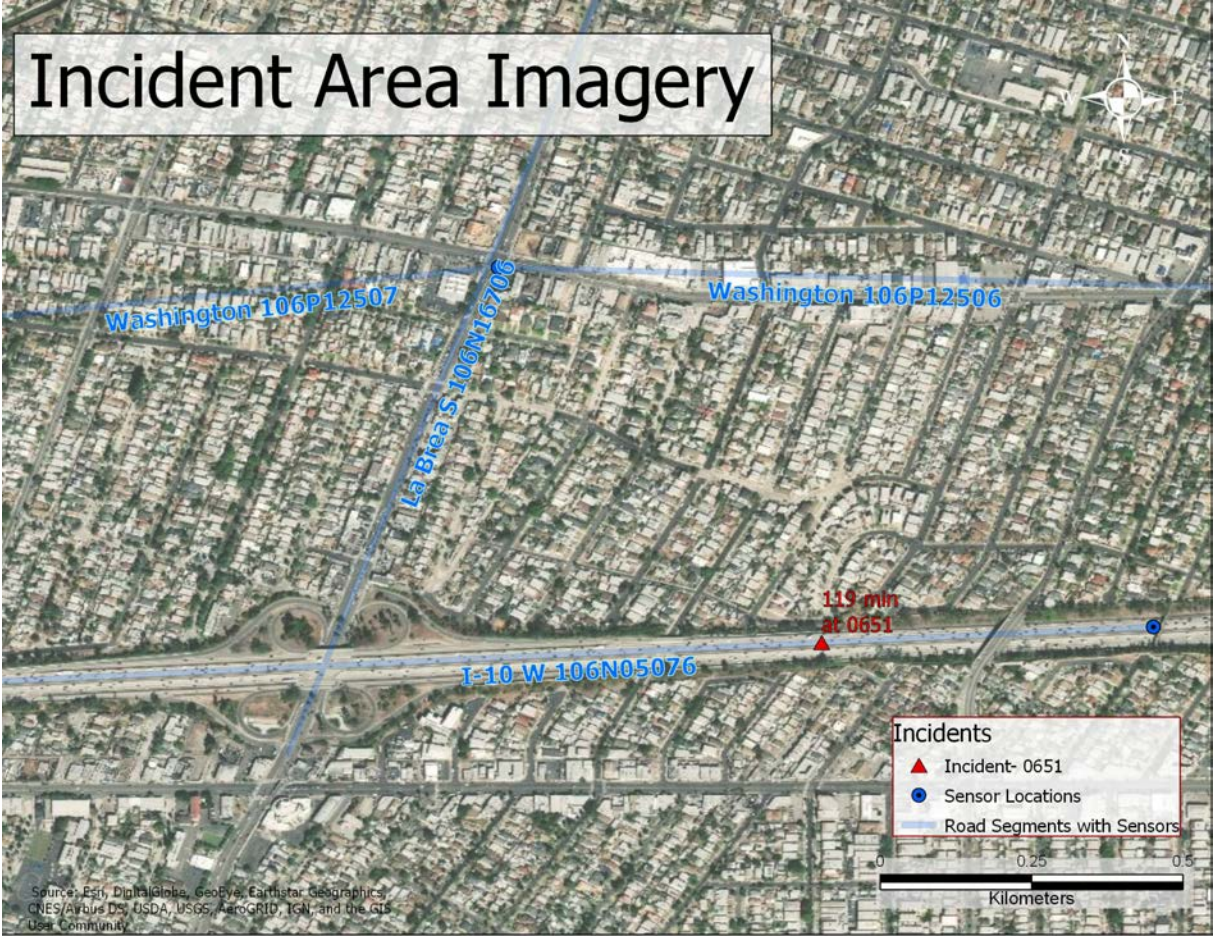 Incident Area Imagery
N
W
E
S
Washington 106P12507
Washington 106P12506
La Brea S 106N16706
119 min
at 0651
I-10 W 106N05076
Incidents
Incident- 0651
Sensor Locations
Road Segments with Sensors
0
0.25
0.5
Kilometers
Source: Esri, DigitalGlobe, GeoEye, Earthstar Geographics,
CNES/Airbus DS, USDA, USGS, AeroGRID, IGN, and the GIS
User Community